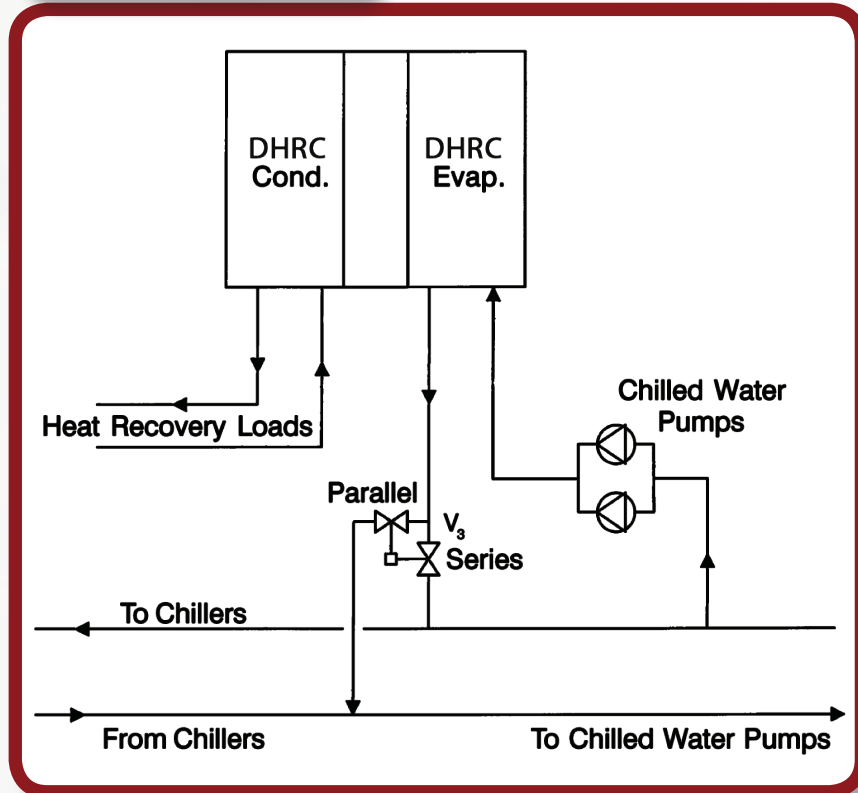 DHRC
Cond.
DHRC
Evap.
Chilled Water
Pumps
Heat Recovery Loads
Parallel
V₃
Series
To Chillers
From Chillers
To Chilled Water Pumps